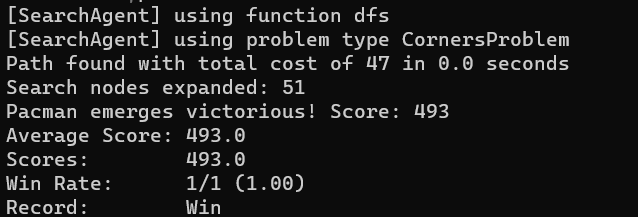 [SearchAgent] using function dfs
[SearchAgent] using problem type CornersProblem
Path found with total cost of 47 in 0.0 seconds
Search nodes expanded: 51
Pacman emerges victorious! Score: 493
Average Score: 493.0
Scores:        493.0
Win Rate:      1/1 (1.00)
Record:        Win